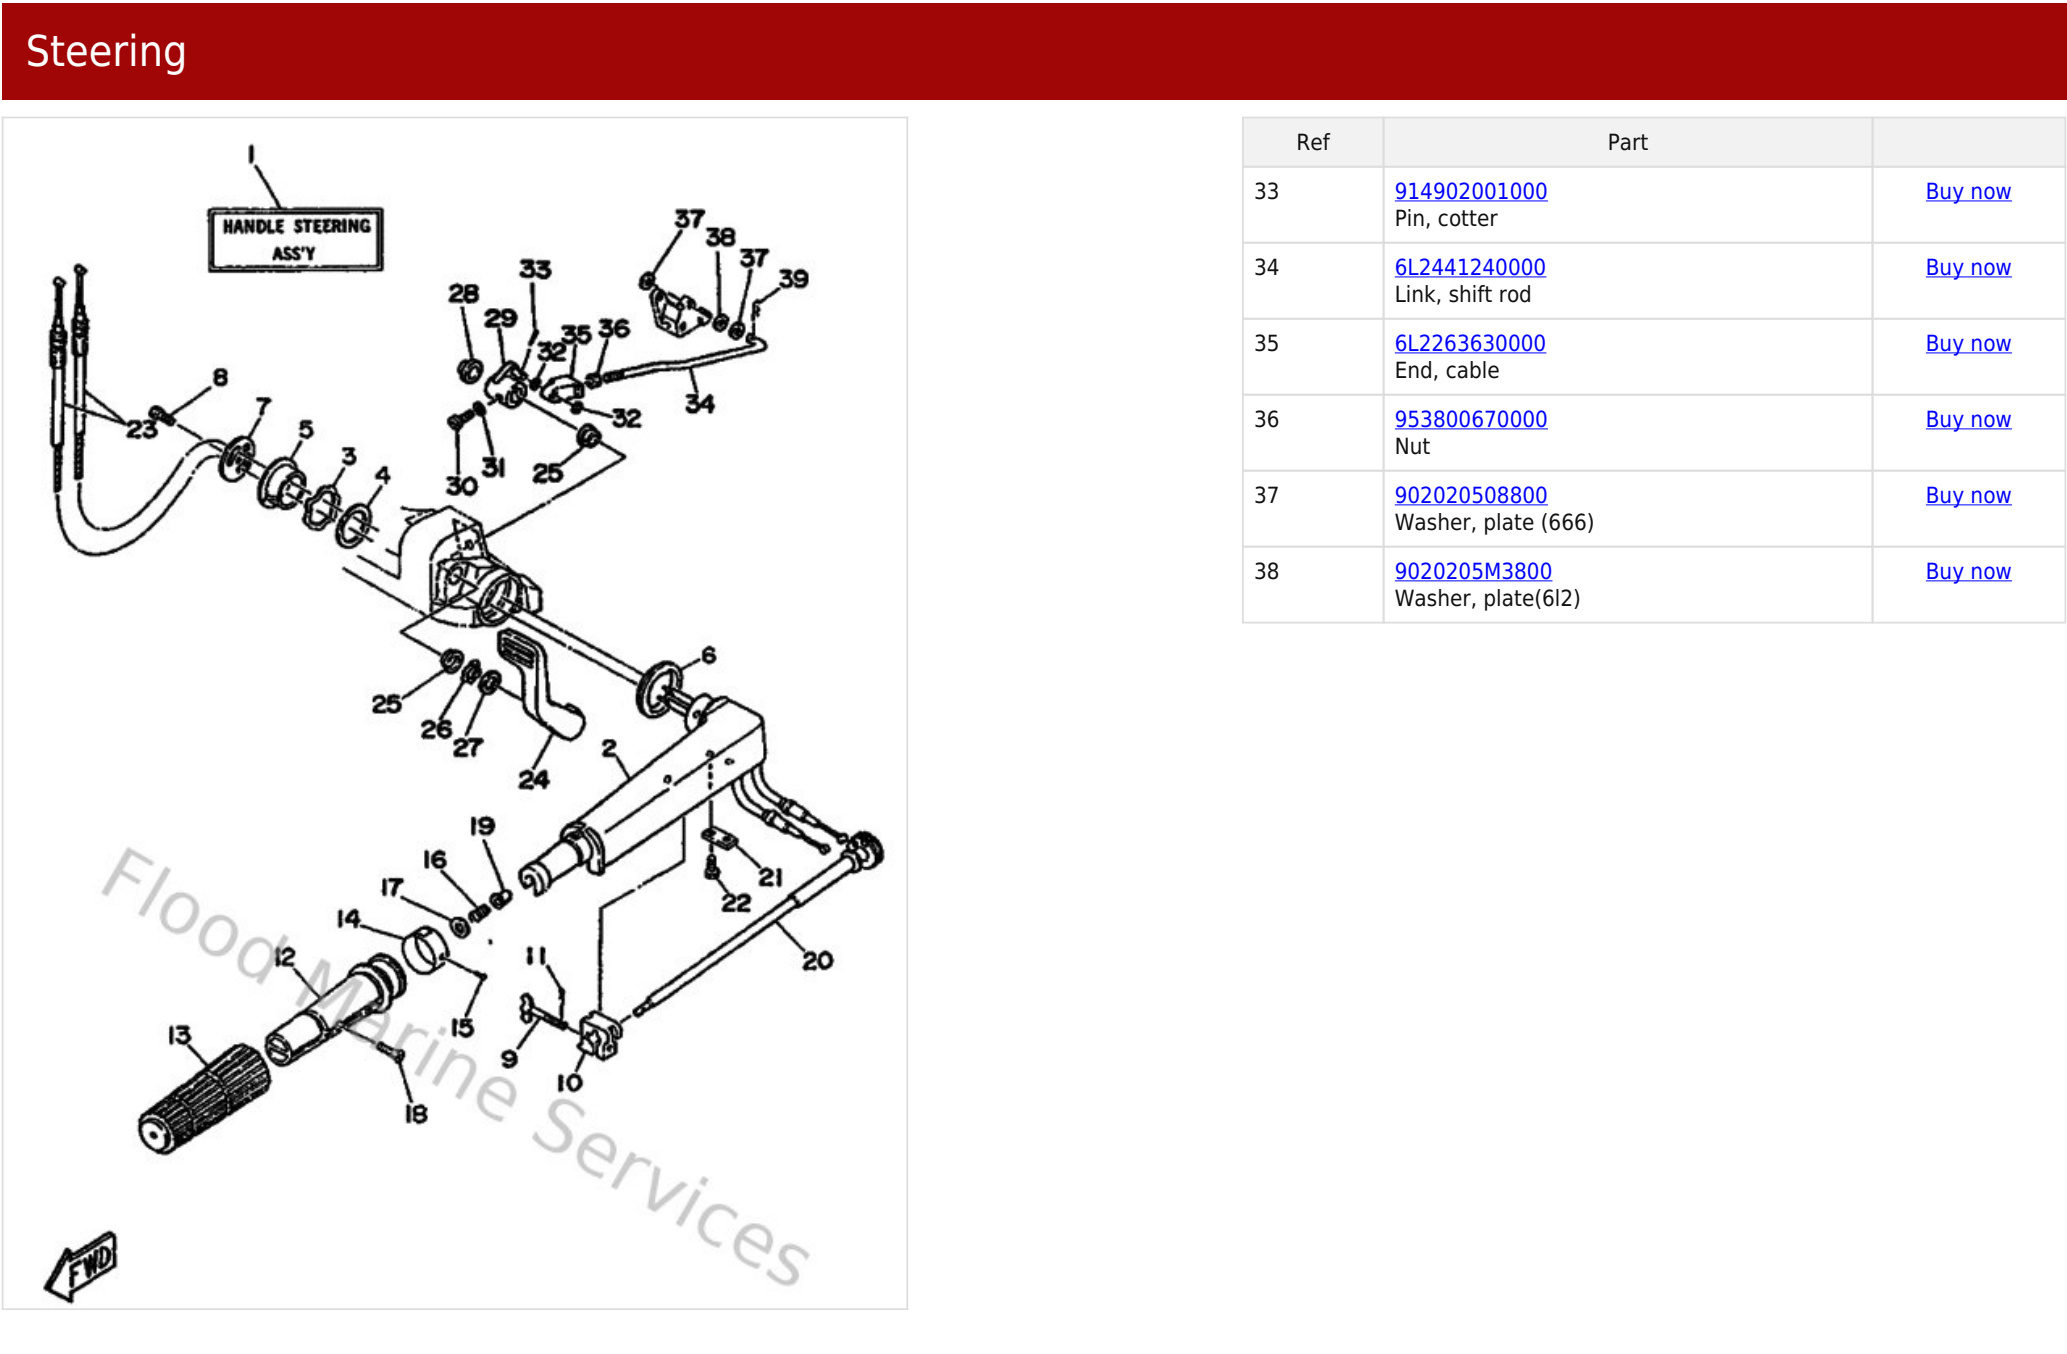 Steering
1
HANDLE STEERING
ASS'Y
37
38
37
39
33
28
29
35
36
32
8
7
5
3
4
23
34
32
31
25
30
6
25
26
27
24
2
19
16
17
14
12
21
22
11
20
15
13
9
10
18
FWD
Flood Marine Services
Ref Part
33 914902001000 Buy now
Pin, cotter
34 6L2441240000 Buy now
Link, shift rod
35 6L2263630000 Buy now
End, cable
36 953800670000 Buy now
Nut
37 902020508800 Buy now
Washer, plate (666)
38 9020205M3800 Buy now
Washer, plate(6l2)